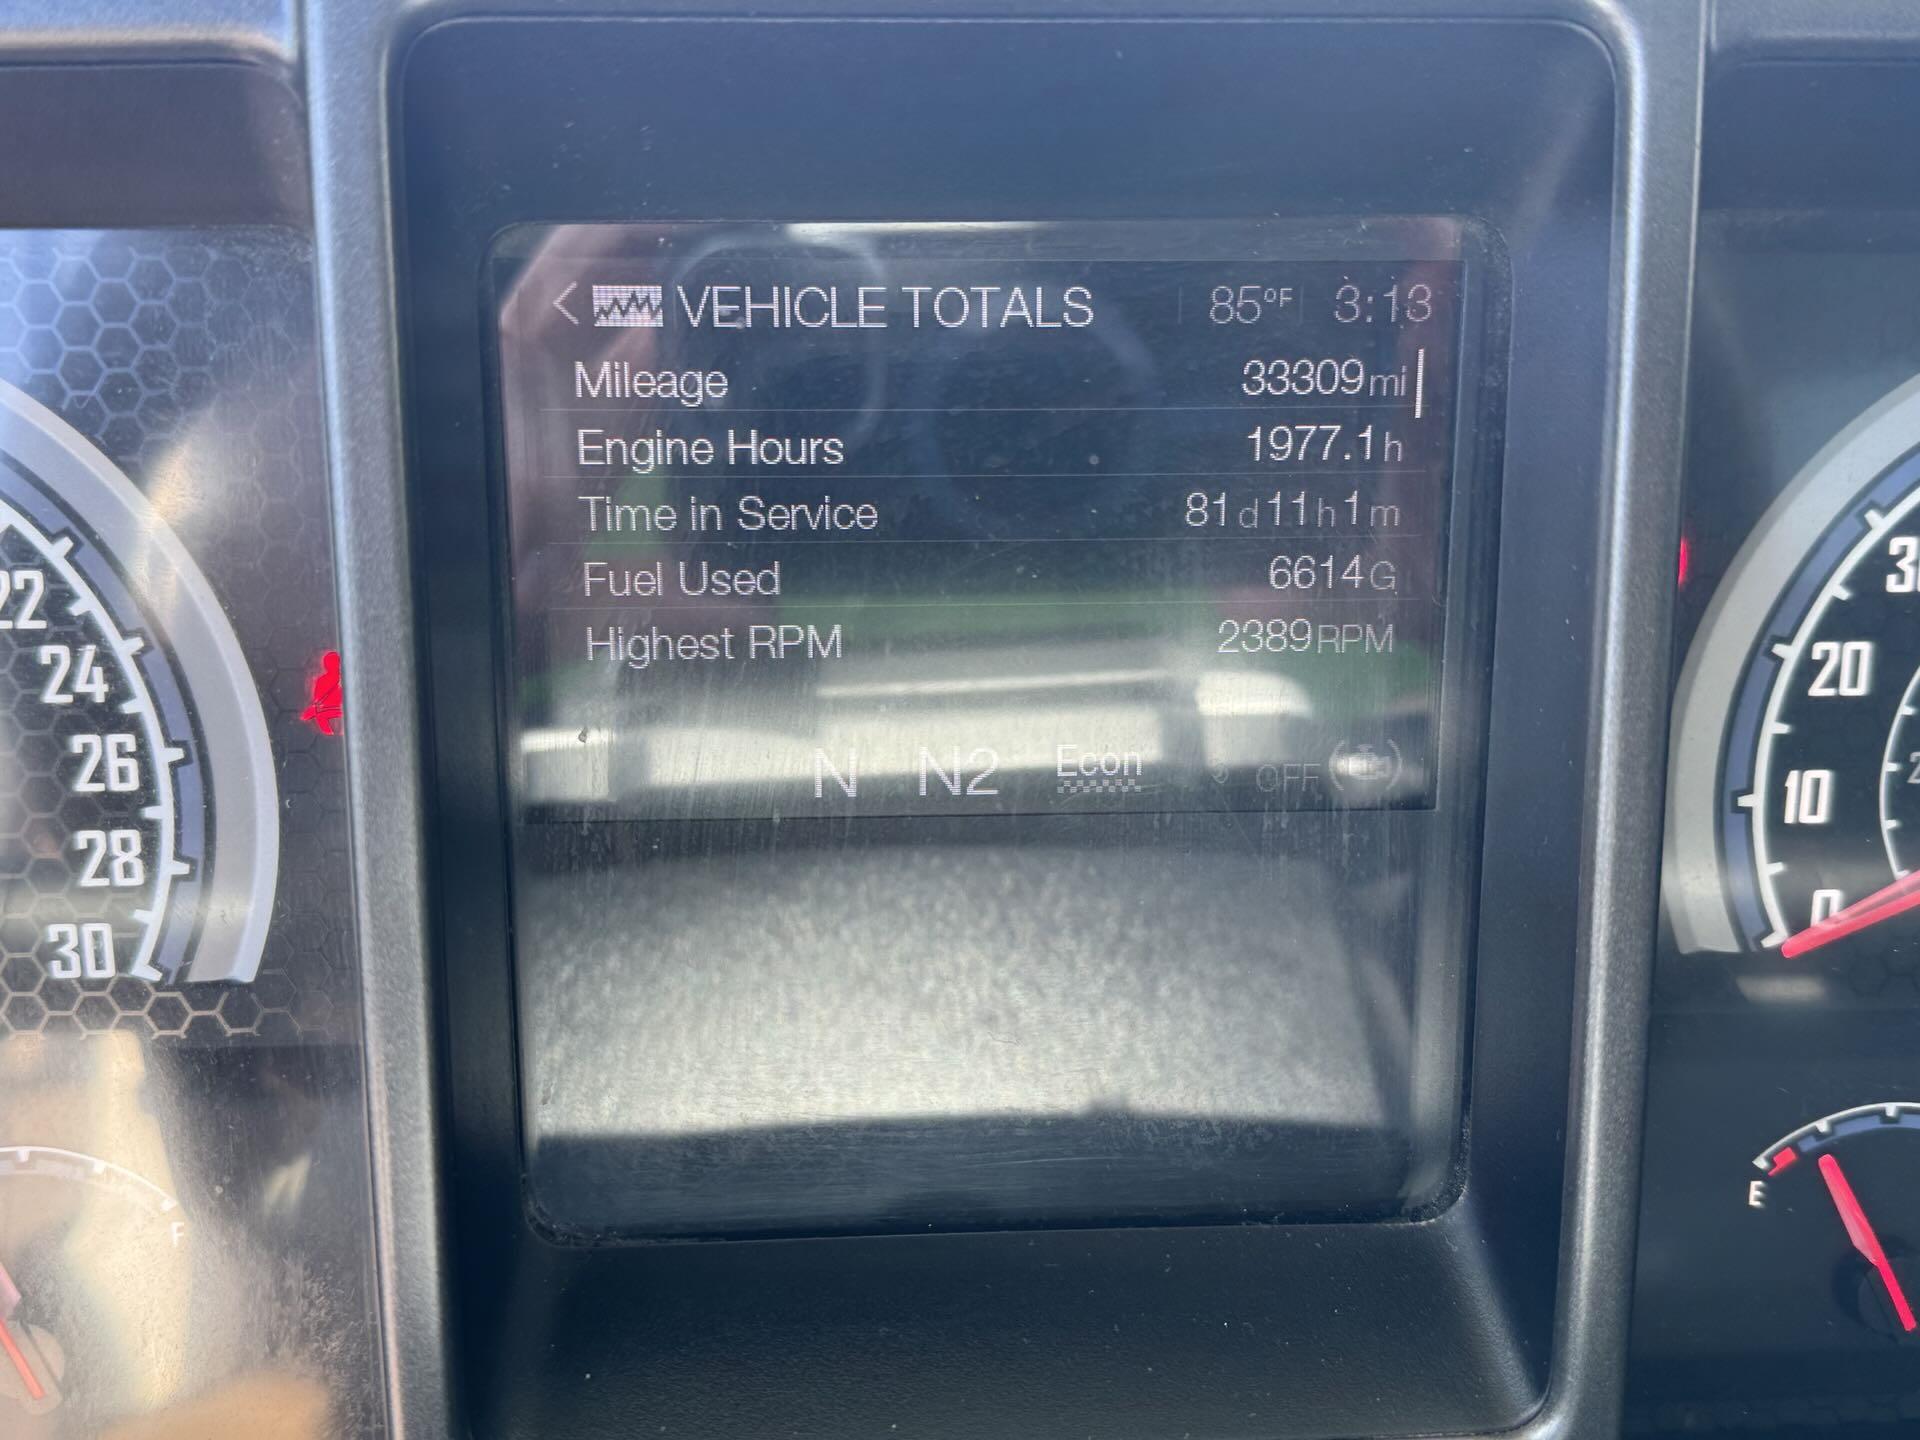 < VEHICLE TOTALS 85°F 3:13
Mileage 33309mi
Engine Hours 1977.1h
Time in Service 81d11h1m
Fuel Used 6614G
Highest RPM 2389RPM
N N2 Econ OFF
22
24
26
28
30
F
20
10
0
E